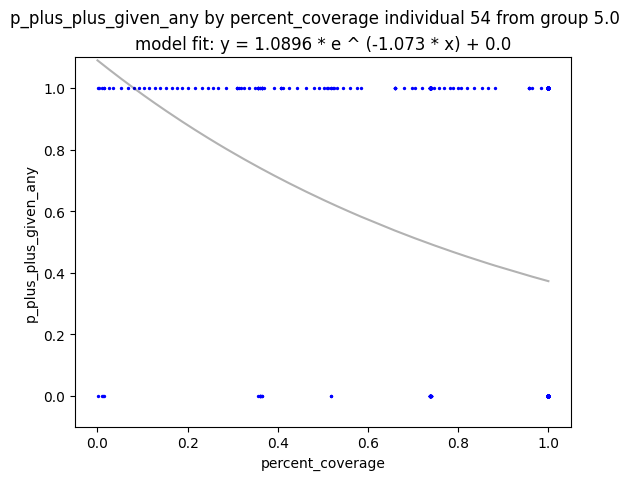 p_plus_plus_given_any by percent_coverage individual 54 from group 5.0
model fit: y = 1.0896 * e ^ (-1.073 * x) + 0.0
1.0
0.8
0.6
0.4
0.2
0.0
p_plus_plus_given_any
0.0 0.2 0.4 0.6 0.8 1.0
percent_coverage